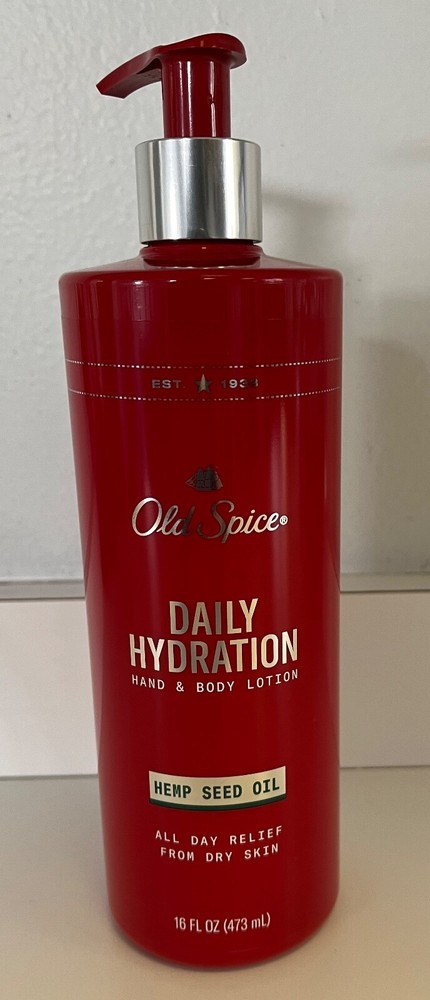 EST. ★ 1938
Old Spice®
DAILY
HYDRATION
HAND & BODY LOTION
HEMP SEED OIL
ALL DAY RELIEF
FROM DRY SKIN
16 FL OZ (473 mL)